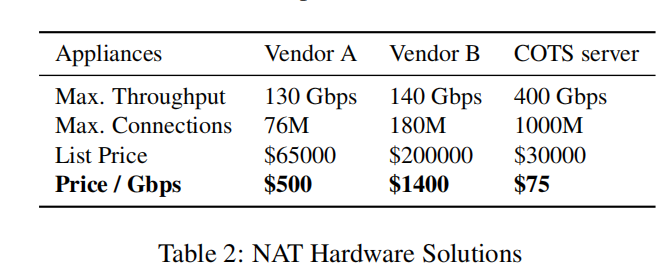 Appliances Vendor A Vendor B COTS server
Max. Throughput 130 Gbps 140 Gbps 400 Gbps
Max. Connections 76M 180M 1000M
List Price $65000 $200000 $30000
Price / Gbps $500 $1400 $75
Table 2: NAT Hardware Solutions